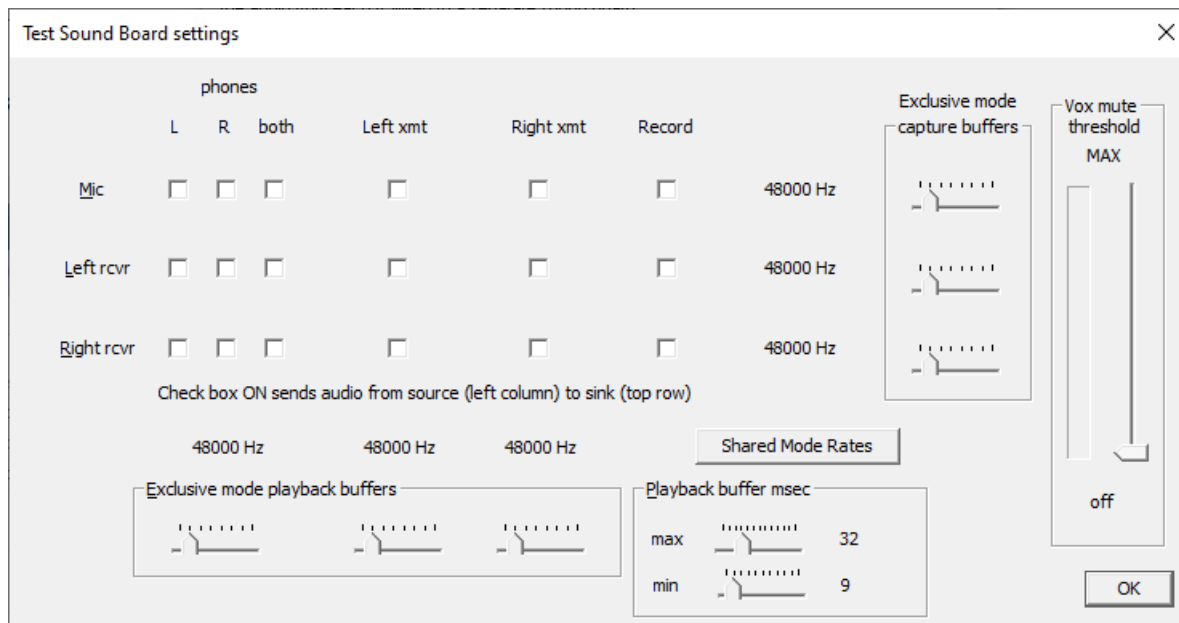 Test Sound Board settings
phones
L R both Left xmt Right xmt Record
Exclusive mode
capture buffers
Vox mute
threshold
MAX
Mic 48000 Hz
Left rcvr 48000 Hz
Right rcvr 48000 Hz
Check box ON sends audio from source (left column) to sink (top row)
48000 Hz 48000 Hz 48000 Hz
Shared Mode Rates
off
Exclusive mode playback buffers
Playback buffer msec
max 32
min 9
OK